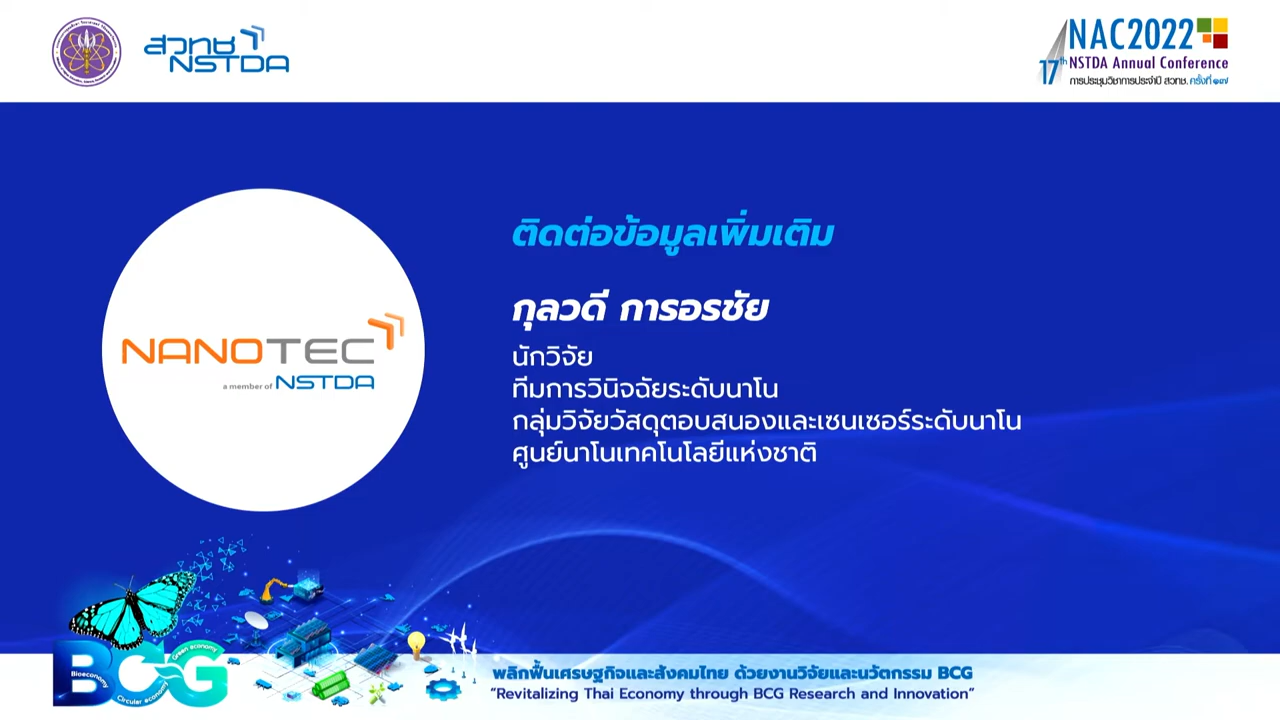 สวทช
NSTDA
NAC2022
17th NSTDA Annual Conference
การประชุมวิชาการประจำปี สวทช. ครั้งที่ ๑๗
ติดต่อข้อมูลเพิ่มเติม
กุลวดี การอรชัย
นักวิจัย
ทีมการวินิจฉัยระดับนาโน
กลุ่มวิจัยวัสดุตอบสนองและเซนเซอร์ระดับนาโน
ศูนย์นาโนเทคโนโลยีแห่งชาติ
NANOTEC
a member of NSTDA
BCG
Bioeconomy
Circular economy
Green economy
พลิกฟื้นเศรษฐกิจและสังคมไทย ด้วยงานวิจัยและนวัตกรรม BCG
“Revitalizing Thai Economy through BCG Research and Innovation”